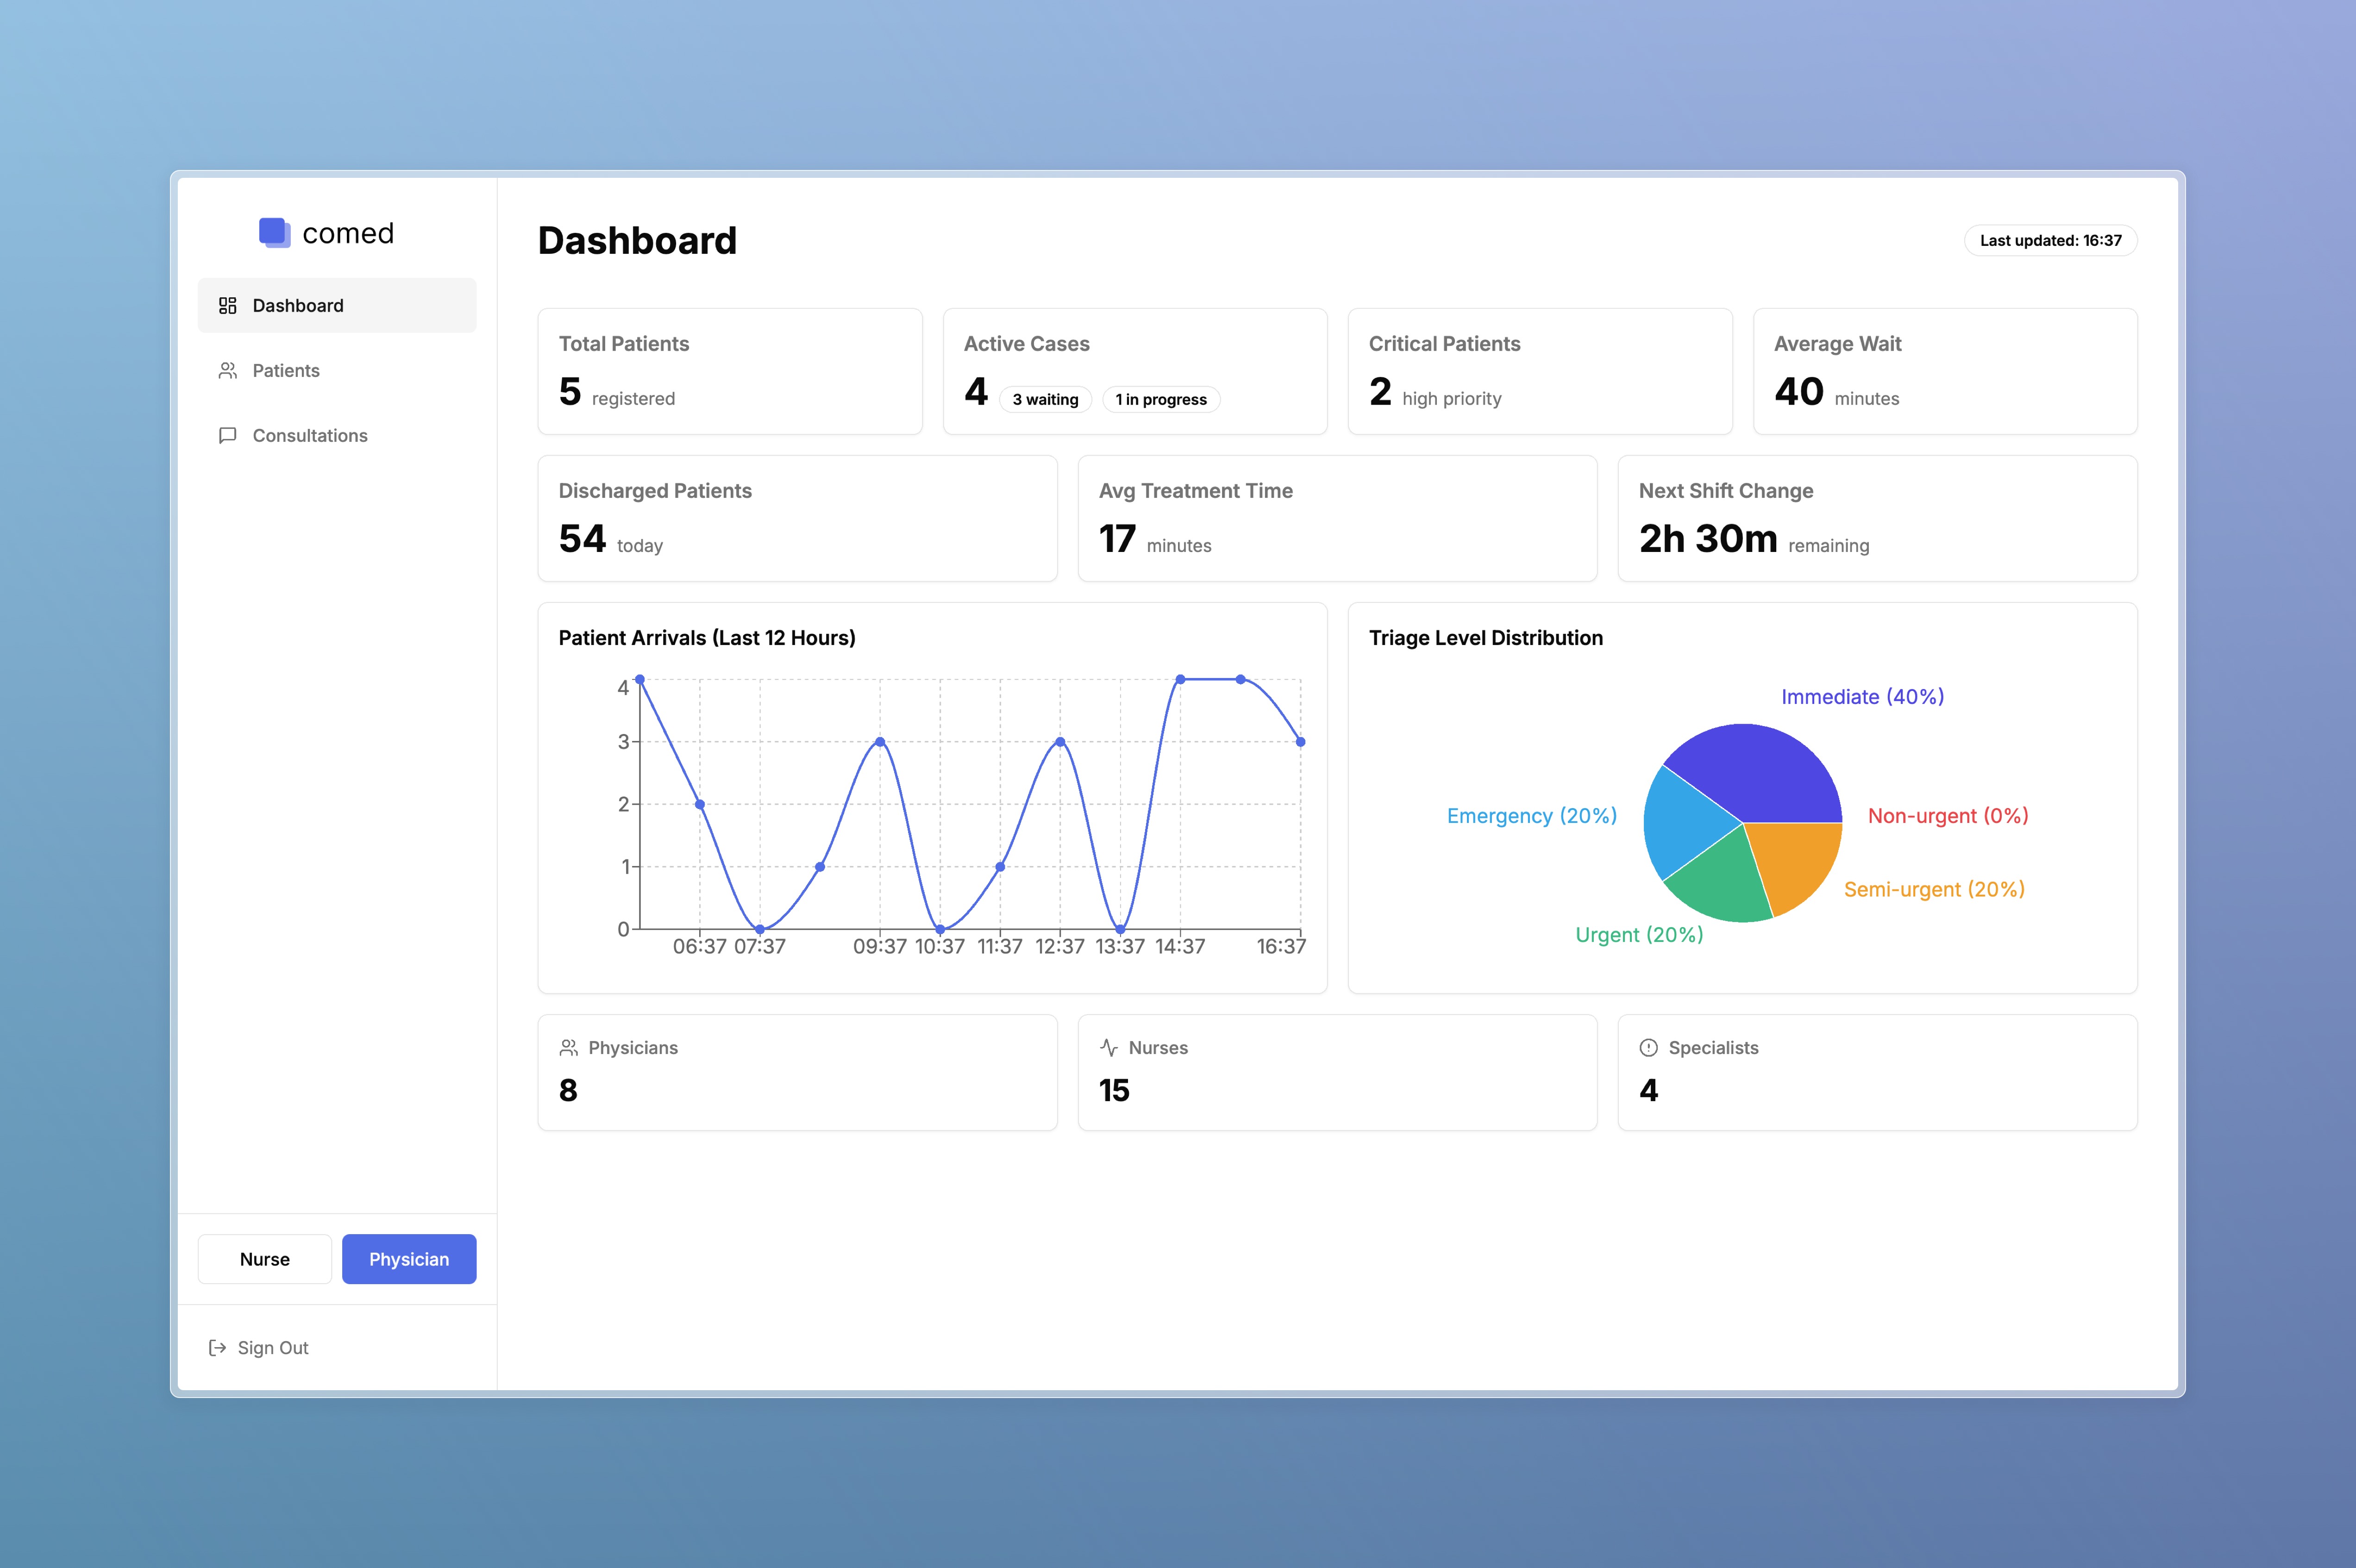 comed
Dashboard
Patients
Consultations
Nurse
Physician
Sign Out
Dashboard
Last updated: 16:37
Total Patients
5 registered
Active Cases
4 3 waiting 1 in progress
Critical Patients
2 high priority
Average Wait
40 minutes
Discharged Patients
54 today
Avg Treatment Time
17 minutes
Next Shift Change
2h 30m remaining
Patient Arrivals (Last 12 Hours)
4
3
2
1
0
06:37 07:37 09:37 10:37 11:37 12:37 13:37 14:37 16:37
Triage Level Distribution
Immediate (40%)
Emergency (20%)
Non-urgent (0%)
Semi-urgent (20%)
Urgent (20%)
Physicians
8
Nurses
15
Specialists
4